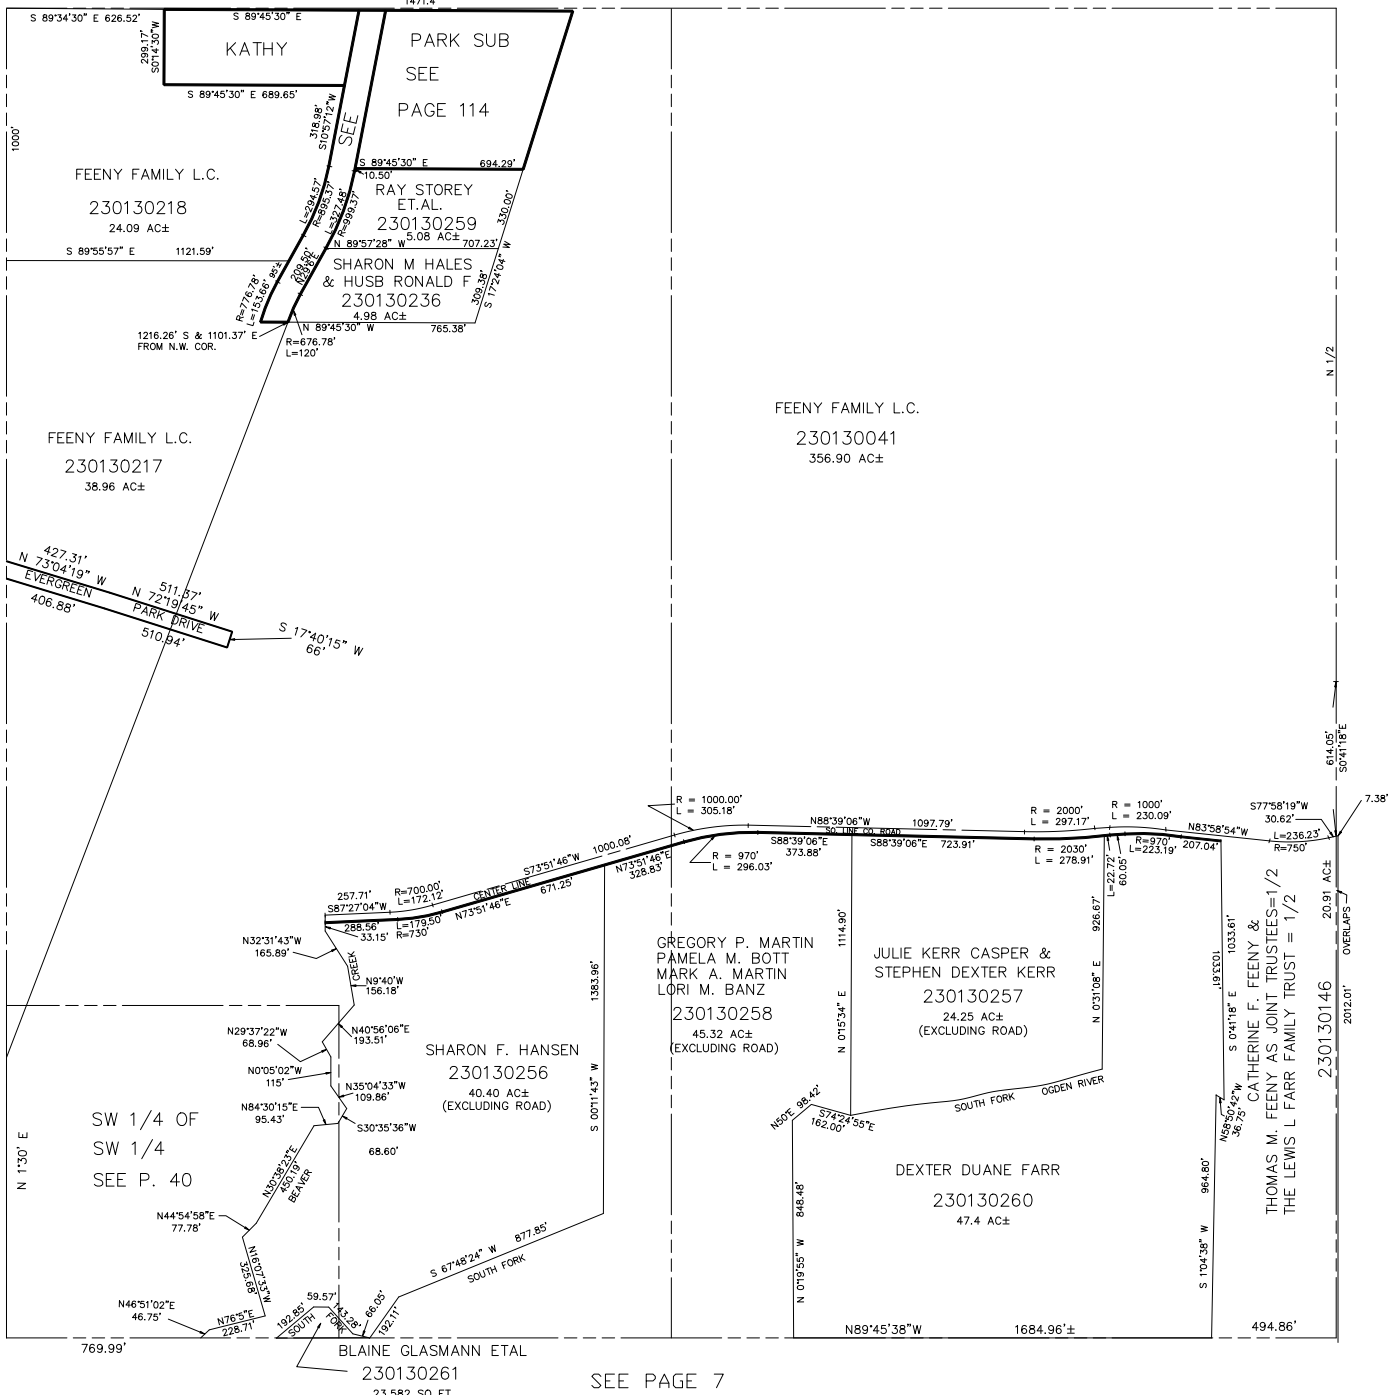 1471.4'
S 89°34'30" E 626.52'
S 89°45'30" E
299.17'
S0°14'30"W
KATHY
S 89°45'30" E 689.65'
PARK SUB
SEE
PAGE 114
SEE
318.98'
S10°57'12"W
1000'
FEENY FAMILY L.C.
230130218
24.09 AC±
S 89°55'57" E 1121.59'
L=294.57'
R=895.37'
L=327.48'
R=999.37'
S 89°45'30" E 694.29'
10.50'
RAY STOREY
ET.AL.
230130259
5.08 AC±
330.00'
N 89°57'28" W 707.23'
SHARON M HALES
& HUSB RONALD F
230130236
4.98 AC±
309.38'
S 17°24'04" W
209.50'
N29°6'E
95'±
R=776.78'
L=153.66'
N 89°45'30" W 765.38'
1216.26' S & 1101.37' E
FROM N.W. COR.
R=676.78'
L=120'
N 1/2
FEENY FAMILY L.C.
230130041
356.90 AC±
FEENY FAMILY L.C.
230130217
38.96 AC±
427.31'
N 73°04'19" W
EVERGREEN
406.88'
511.37'
N 72°19'45" W
PARK DRIVE
510.94'
S 17°40'15" W
66'
614.05'
S0°41'18"E
7.38'
R = 1000.00'
L = 305.18'
N88°39'06"W 1097.79'
SO. LINE CO. ROAD
S88°39'06"E
373.88'
S88°39'06"E 723.91'
R = 2000'
L = 297.17'
R = 1000'
L = 230.09'
R = 2030'
L = 278.91'
L=22.72'
60.05'
R=970'
L=223.19'
N83°58'54"W
207.04'
S77°58'19"W
30.62'
L=236.23'
R=750'
R = 970'
L = 296.03'
S73°51'46"W 1000.08'
CENTER LINE
N73°51'46"E
328.83'
671.25'
N73°51'46"E
257.71'
S87°27'04"W
R=700.00'
L=172.12'
288.56'
L=179.50'
R=730'
33.15'
N32°31'43"W
165.89'
CREEK
N9°40'W
156.18'
N29°37'22"W
68.96'
N40°56'06"E
193.51'
N0°05'02"W
115'
N35°04'33"W
109.86'
N84°30'15"E
95.43'
S30°35'36"W
68.60'
N30°38'23"E
450.19'
BEAVER
N44°54'58"E
77.78'
N16°07'33"W
325.68'
N46°51'02"E
46.75'
N76°5'E
228.71'
SW 1/4 OF
SW 1/4
SEE P. 40
N 1°30' E
SHARON F. HANSEN
230130256
40.40 AC±
(EXCLUDING ROAD)
1383.96'
S 00°11'43" W
S 67°48'24" W 877.85'
SOUTH FORK
192.85'
SOUTH FORK
59.57'
143.28'
66.05'
192.11'
GREGORY P. MARTIN
PAMELA M. BOTT
MARK A. MARTIN
LORI M. BANZ
230130258
45.32 AC±
(EXCLUDING ROAD)
1114.90'
N 0°15'34" E
JULIE KERR CASPER &
STEPHEN DEXTER KERR
230130257
24.25 AC±
(EXCLUDING ROAD)
926.67'
N 0°31'08" E
SOUTH FORK OGDEN RIVER
N50°E 98.42'
S74°24'55"E
162.00'
DEXTER DUANE FARR
230130260
47.4 AC±
N 0°19'55" W 848.48'
1033.61'
S 0°41'18" E 1033.61'
N58°50'42"W
36.75'
S 1°04'38" W 964.80'
CATHERINE F. FEENY &
THOMAS M. FEENY AS JOINT TRUSTEES=1/2
THE LEWIS L FARR FAMILY TRUST = 1/2
230130146
20.91 AC±
OVERLAPS
2012.01'
N89°45'38"W 1684.96'±
494.86'
769.99'
BLAINE GLASMANN ETAL
230130261
23,582 SQ FT
SEE PAGE 7